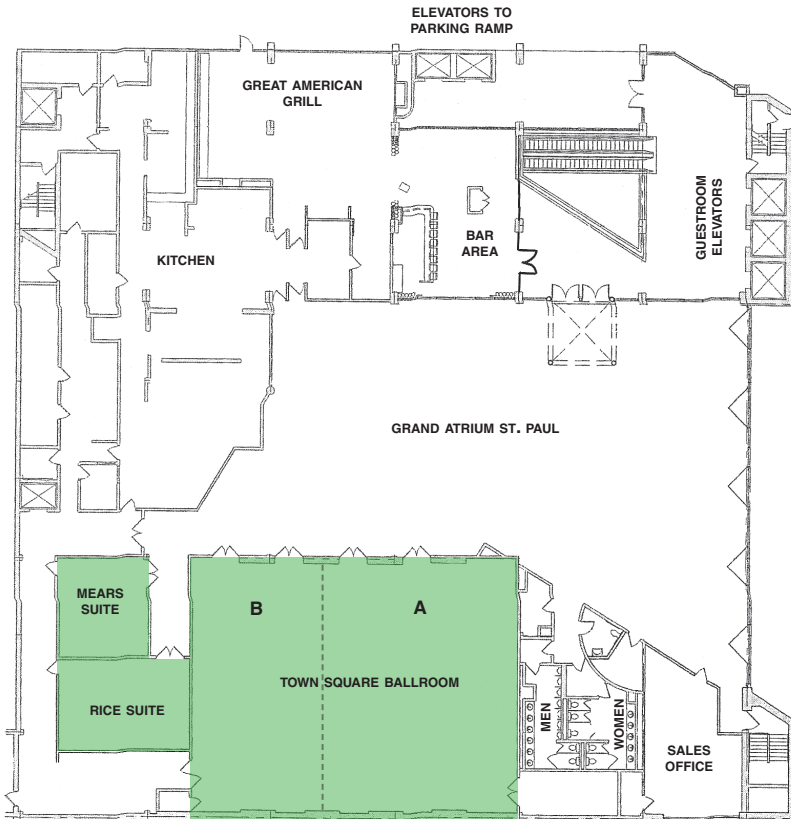 ELEVATORS TO
PARKING RAMP
GREAT AMERICAN
GRILL
GUESTROOM
ELEVATORS
BAR
AREA
KITCHEN
GRAND ATRIUM ST. PAUL
MEARS
SUITE
B
A
TOWN SQUARE BALLROOM
RICE SUITE
MEN
WOMEN
SALES
OFFICE